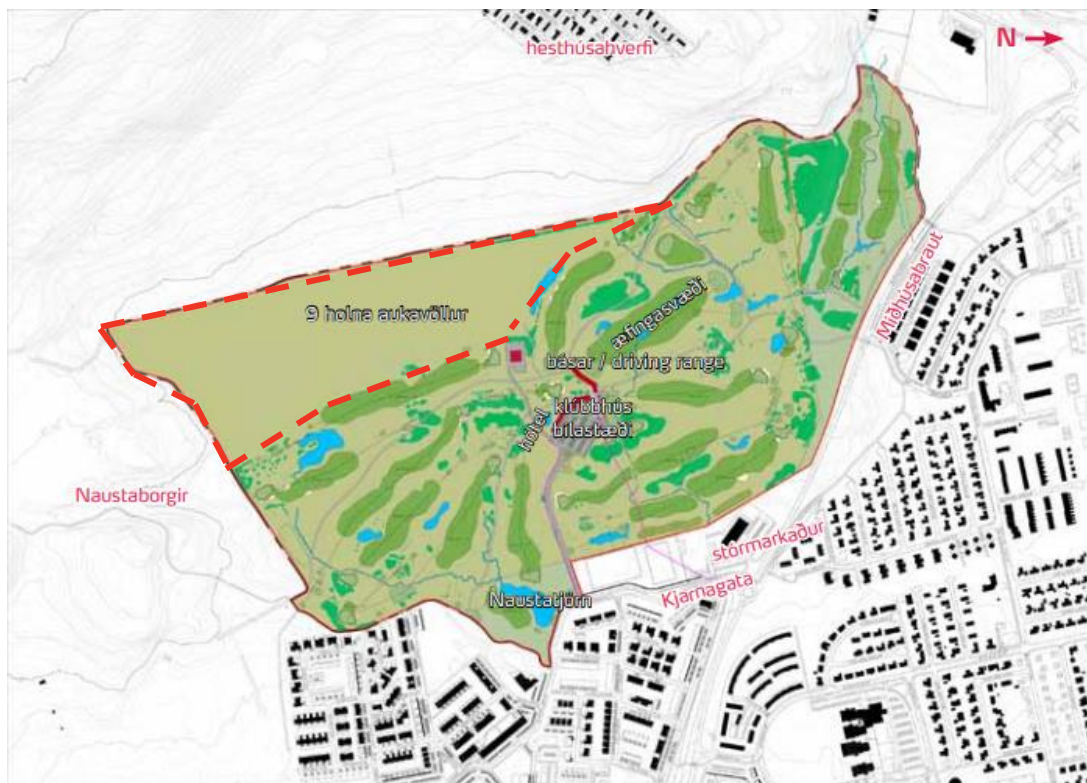 hesthúsahverfi
N
Miðhúsabraut
9 holna aukavöllur
æfingasvæði
básar / driving range
klúbbhús
hótel
bílastæði
Naustaborgir
stórmarkaður
Kjarnagata
Naustatjörn